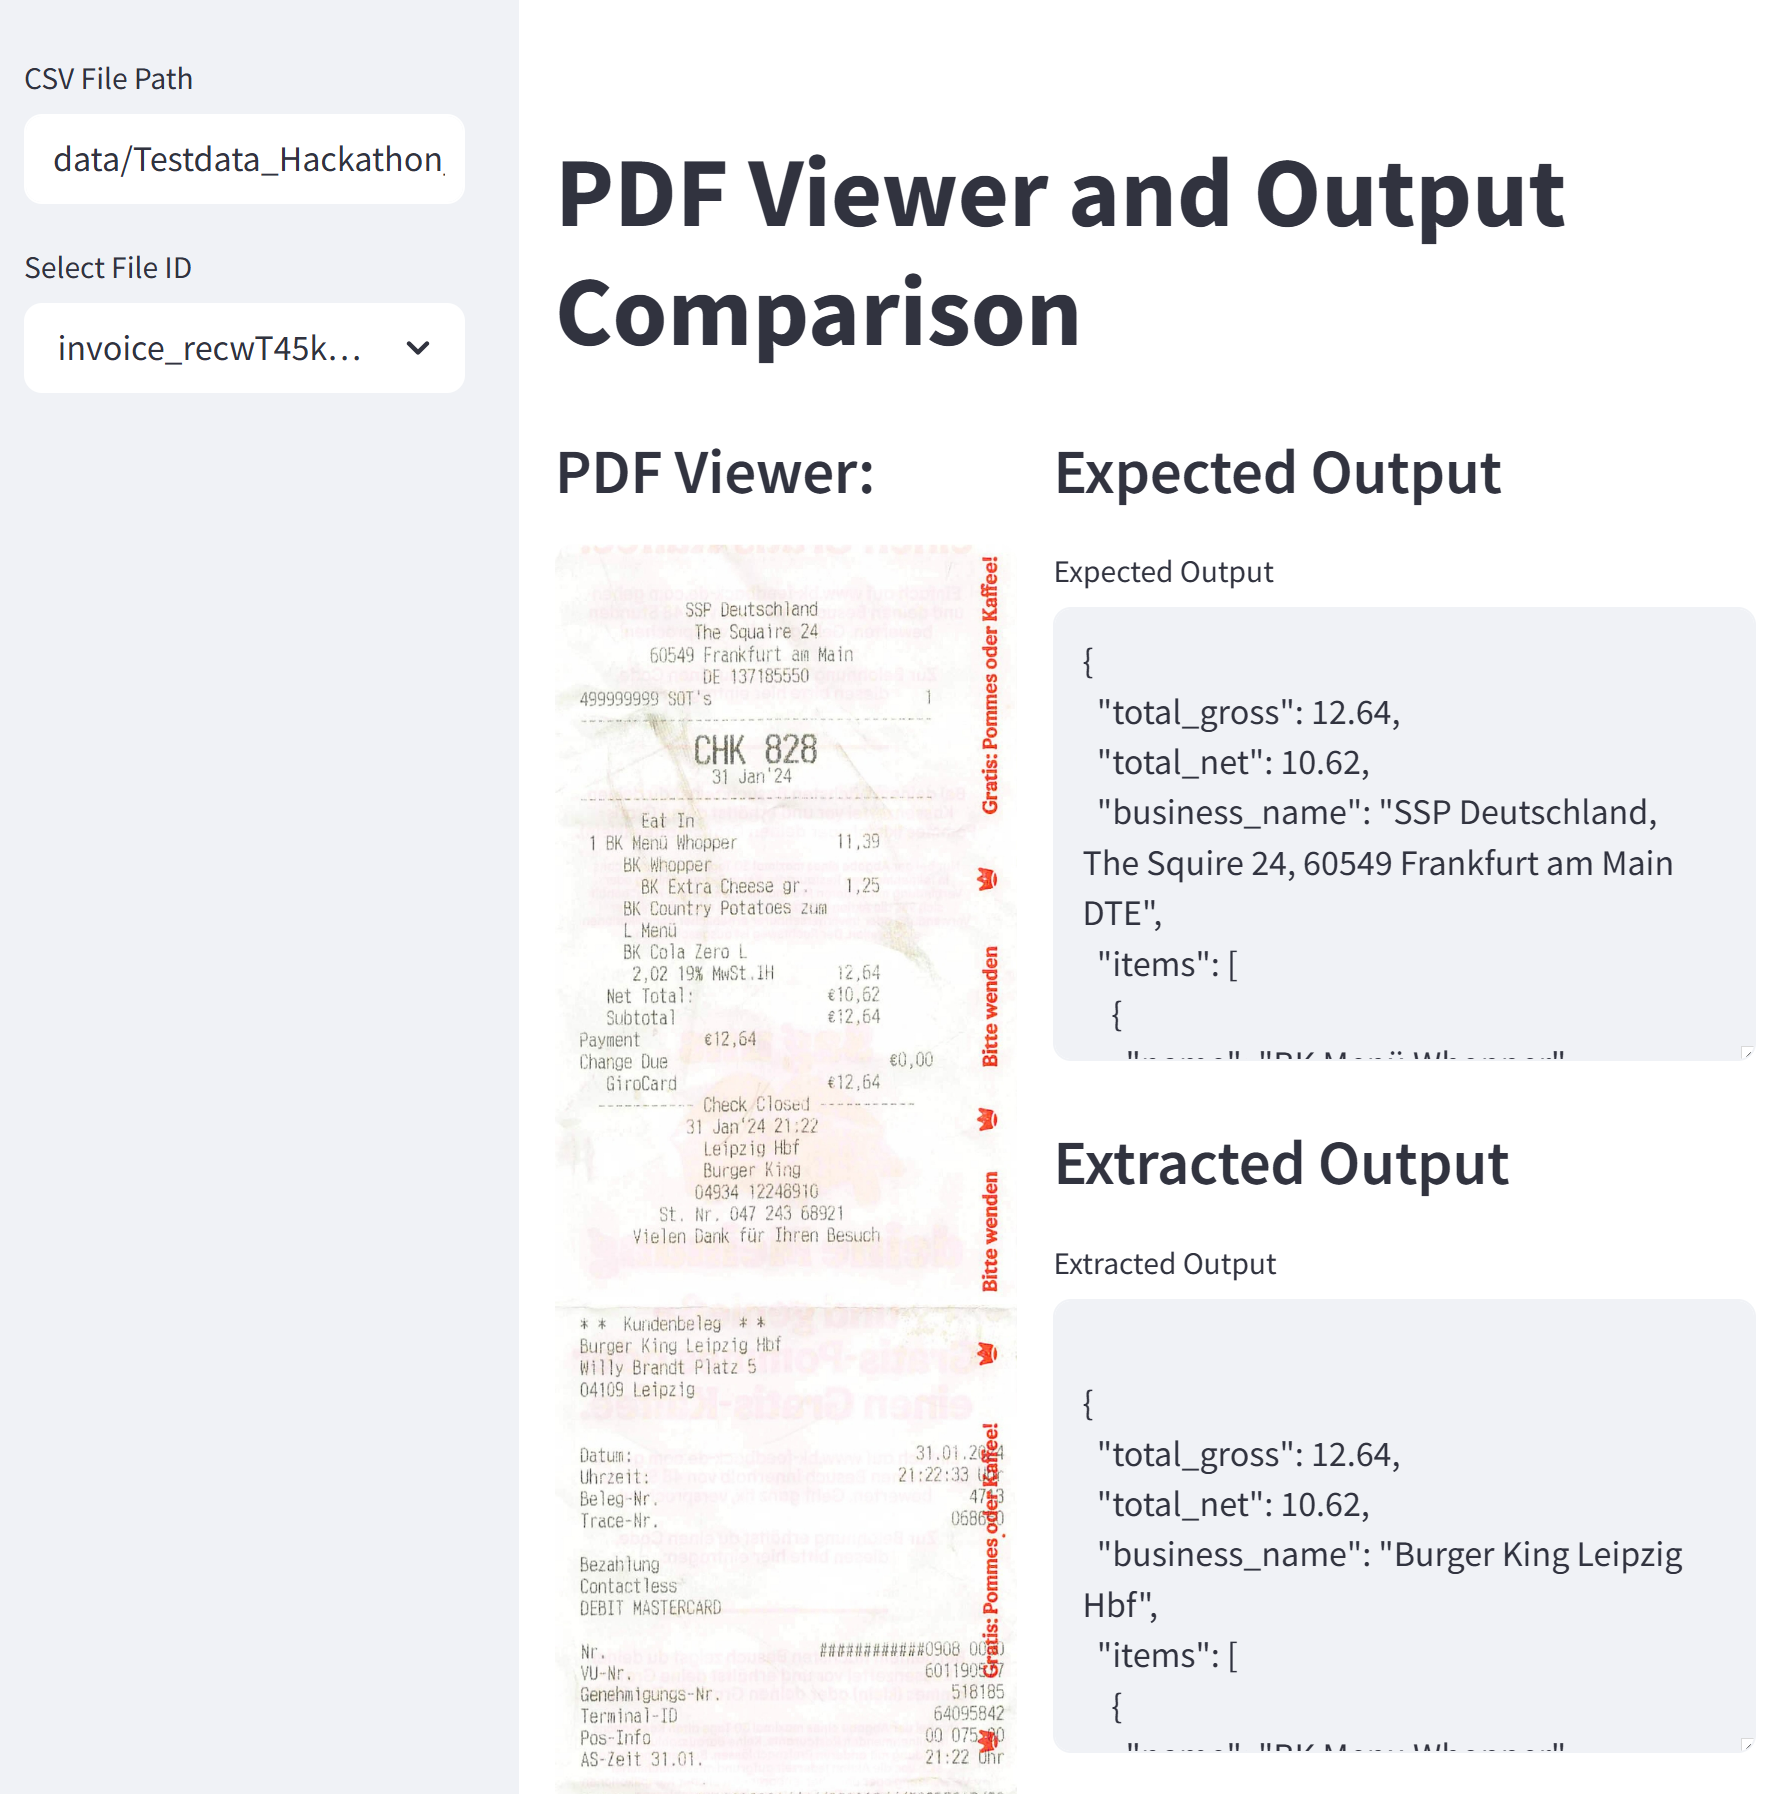 CSV File Path
data/Testdata_Hackathon_
Select File ID
invoice_recwT45k...
PDF Viewer and Output
Comparison
PDF Viewer:
SSP Deutschland
The Squaire 24
60549 Frankfurt am Main
DE 137185550
499999999 SOT's 1
CHK 828
31 Jan'24
Eat In
1 BK Menü Whopper 11,39
BK Whopper
BK Extra Cheese gr. 1,25
BK Country Potatoes zum
L Menü
BK Cola Zero L
2,02 19% MwSt.IH 12,64
Net Total: €10,62
Subtotal €12,64
Payment €12,64
Change Due €0,00
GiroCard €12,64
---------- Check Closed ----------
31 Jan'24 21:22
Leipzig Hbf
Burger King
04934 12248910
St. Nr. 047 243 68921
Vielen Dank für Ihren Besuch
* * Kundenbeleg * *
Burger King Leipzig Hbf
Willy Brandt Platz 5
04109 Leipzig
Datum: 31.01.2024
Uhrzeit: 21:22:33 Uhr
Beleg-Nr.
Trace-Nr.
Bezahlung
Contactless
DEBIT MASTERCARD
Nr. ############0908
VU-Nr.
Genehmigungs-Nr. 518185
Terminal-ID 64095842
Pos-Info 00 075
AS-Zeit 31.01. 21:22 Uhr
Gratis: Pommes oder Kaffee!
Bitte wenden
Bitte wenden
Gratis: Pommes oder Kaffee!
Expected Output
Expected Output
{
"total_gross": 12.64,
"total_net": 10.62,
"business_name": "SSP Deutschland,
The Squire 24, 60549 Frankfurt am Main
DTE",
"items": [
{
"name": "BK Menü Whopper"
Extracted Output
Extracted Output
{
"total_gross": 12.64,
"total_net": 10.62,
"business_name": "Burger King Leipzig
Hbf",
"items": [
{
"name": "BK Menu Whopper"